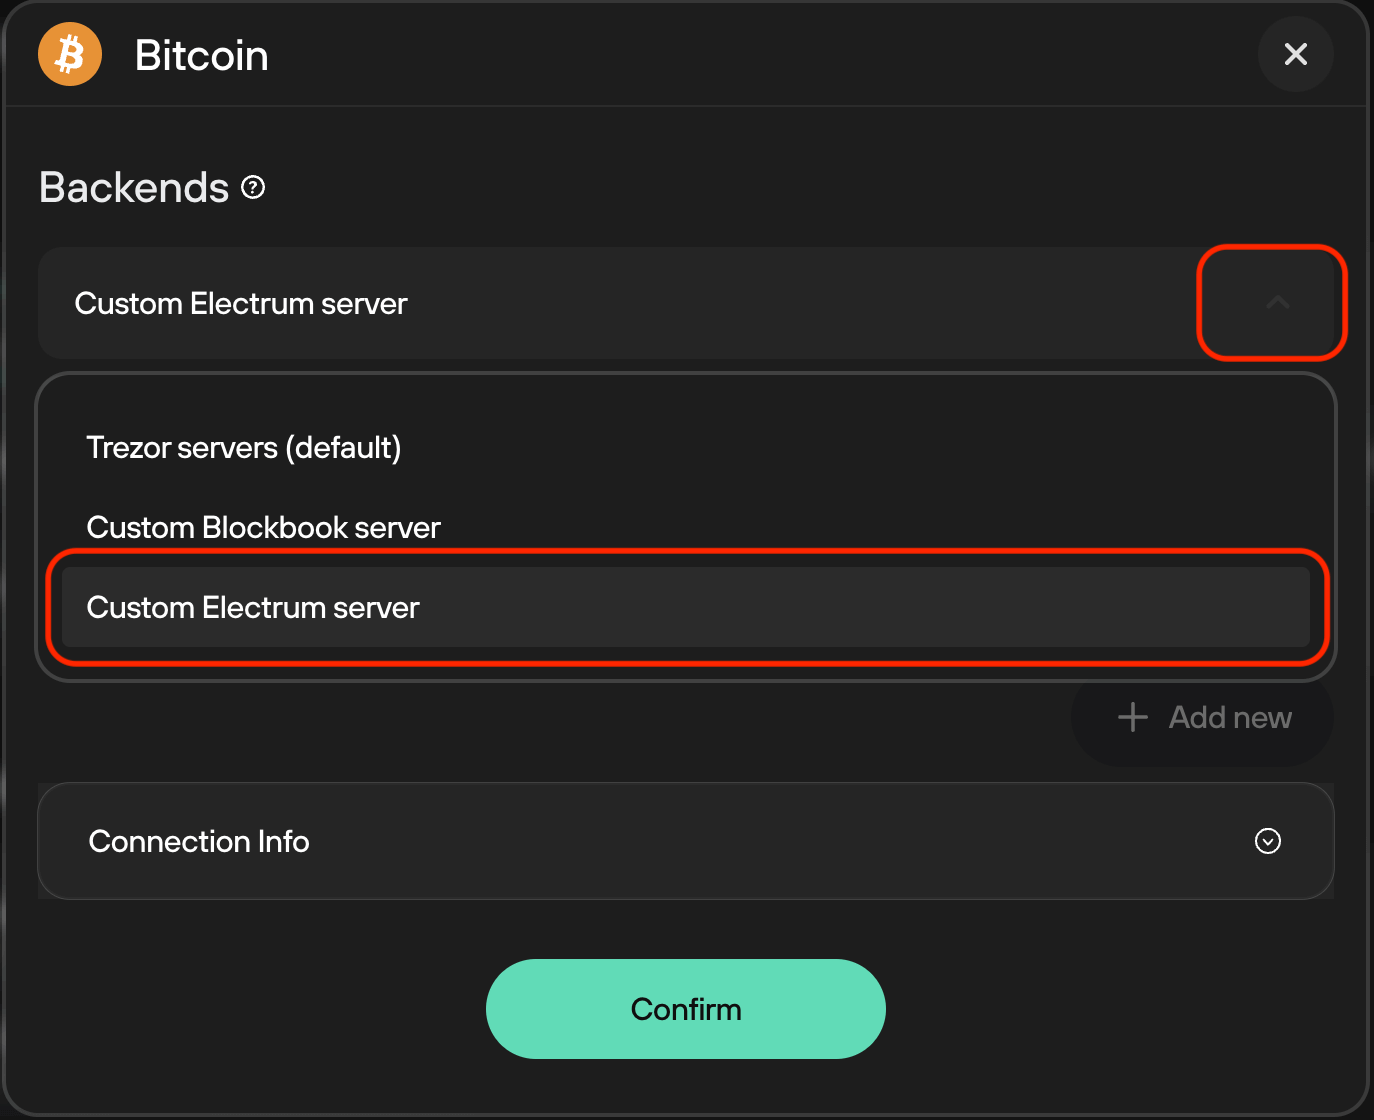 Bitcoin
Backends
Custom Electrum server
Trezor servers (default)
Custom Blockbook server
Custom Electrum server
Add new
Connection Info
Confirm